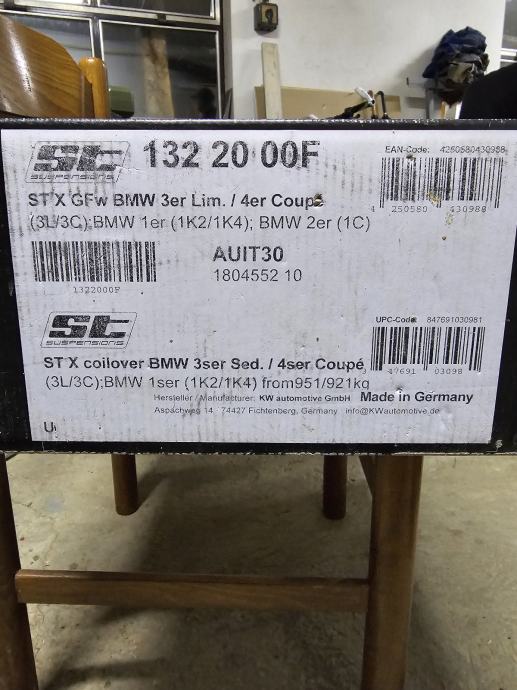 ST SUSPENSIONS
132 20 00F
EAN-Code: 4250580430988
4 250580 430988
ST X GFw BMW 3er Lim. / 4er Coupé
(3L/3C);BMW 1er (1K2/1K4); BMW 2er (1C)
AUIT30
1804552 10
1322000F
ST SUSPENSIONS
UPC-Code: 847691030981
47691 03098
ST X coilover BMW 3ser Sed. / 4ser Coupé
(3L/3C);BMW 1ser (1K2/1K4) from951/921kg
Hersteller / Manufacturer: KW automotive GmbH Made in Germany
Aspachweg 14 74427 Fichtenberg, Germany info@KWautomotive.de